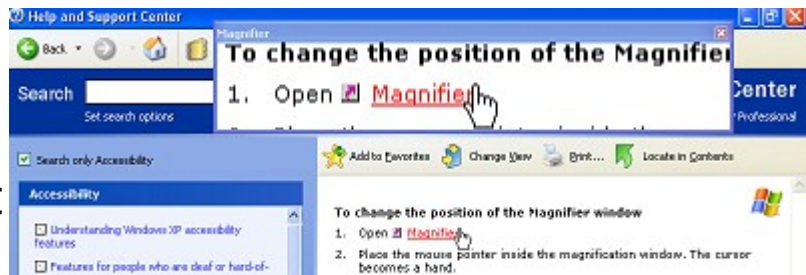 Help and Support Center
Magnifier
Back
To change the position of the Magnifier
1. Open Magnifier
Search
Set search options
Center
Professional
Search only Accessibility
Add to Favorites Change View Print... Locate in Contents
Accessibility
Understanding Windows XP accessibility
features
Features for people who are deaf or hard-of-
To change the position of the Magnifier window
1. Open Magnifier
2. Place the mouse pointer inside the magnification window. The cursor
becomes a hand.